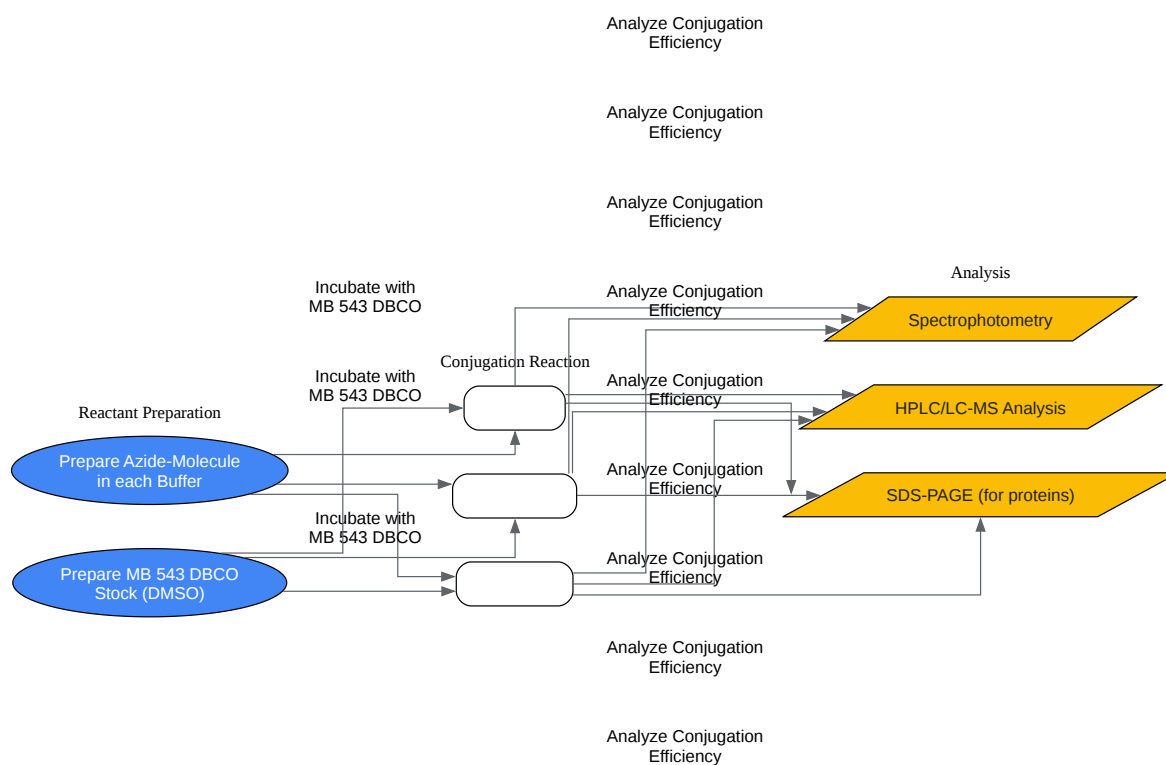 Analyze Conjugation
Efficiency
Analyze Conjugation
Efficiency
Analyze Conjugation
Efficiency
Analysis
Incubate with
MB 543 DBCO
Analyze Conjugation
Efficiency
Spectrophotometry
Conjugation Reaction
Incubate with
MB 543 DBCO
Analyze Conjugation
Efficiency
HPLC/LC-MS Analysis
Reactant Preparation
Prepare Azide-Molecule
in each Buffer
Analyze Conjugation
Efficiency
SDS-PAGE (for proteins)
Incubate with
MB 543 DBCO
Analyze Conjugation
Efficiency
Prepare MB 543 DBCO
Stock (DMSO)
Analyze Conjugation
Efficiency
Analyze Conjugation
Efficiency